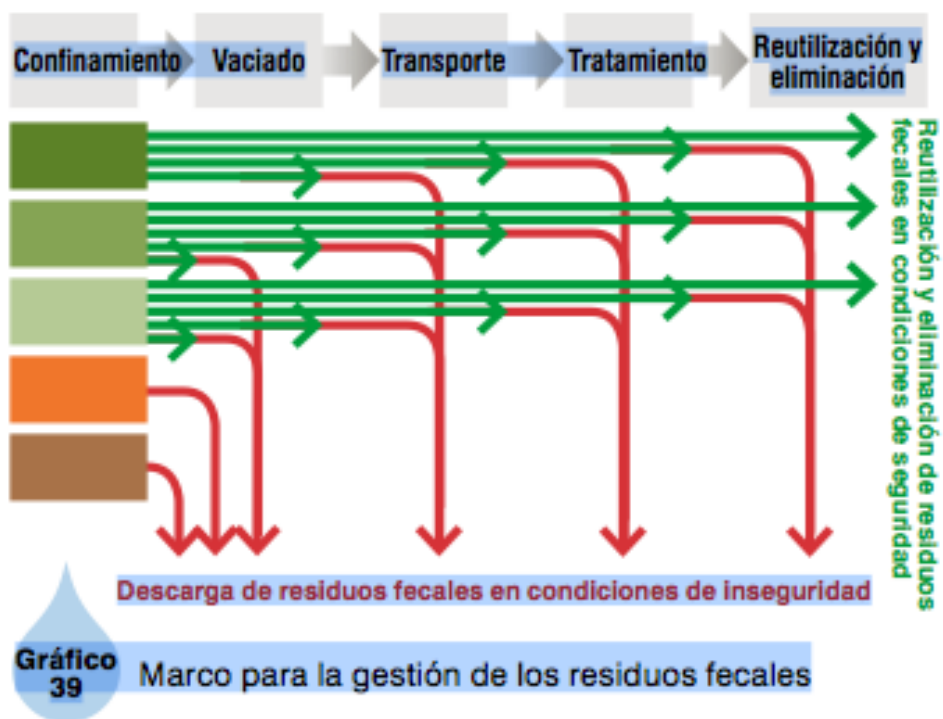 Confinamiento
Vaciado
Transporte
Tratamiento
Reutilización y
eliminación
Reutilización y eliminación de residuos
fecales en condiciones de seguridad
Descarga de residuos fecales en condiciones de inseguridad
Gráfico
39
Marco para la gestión de los residuos fecales